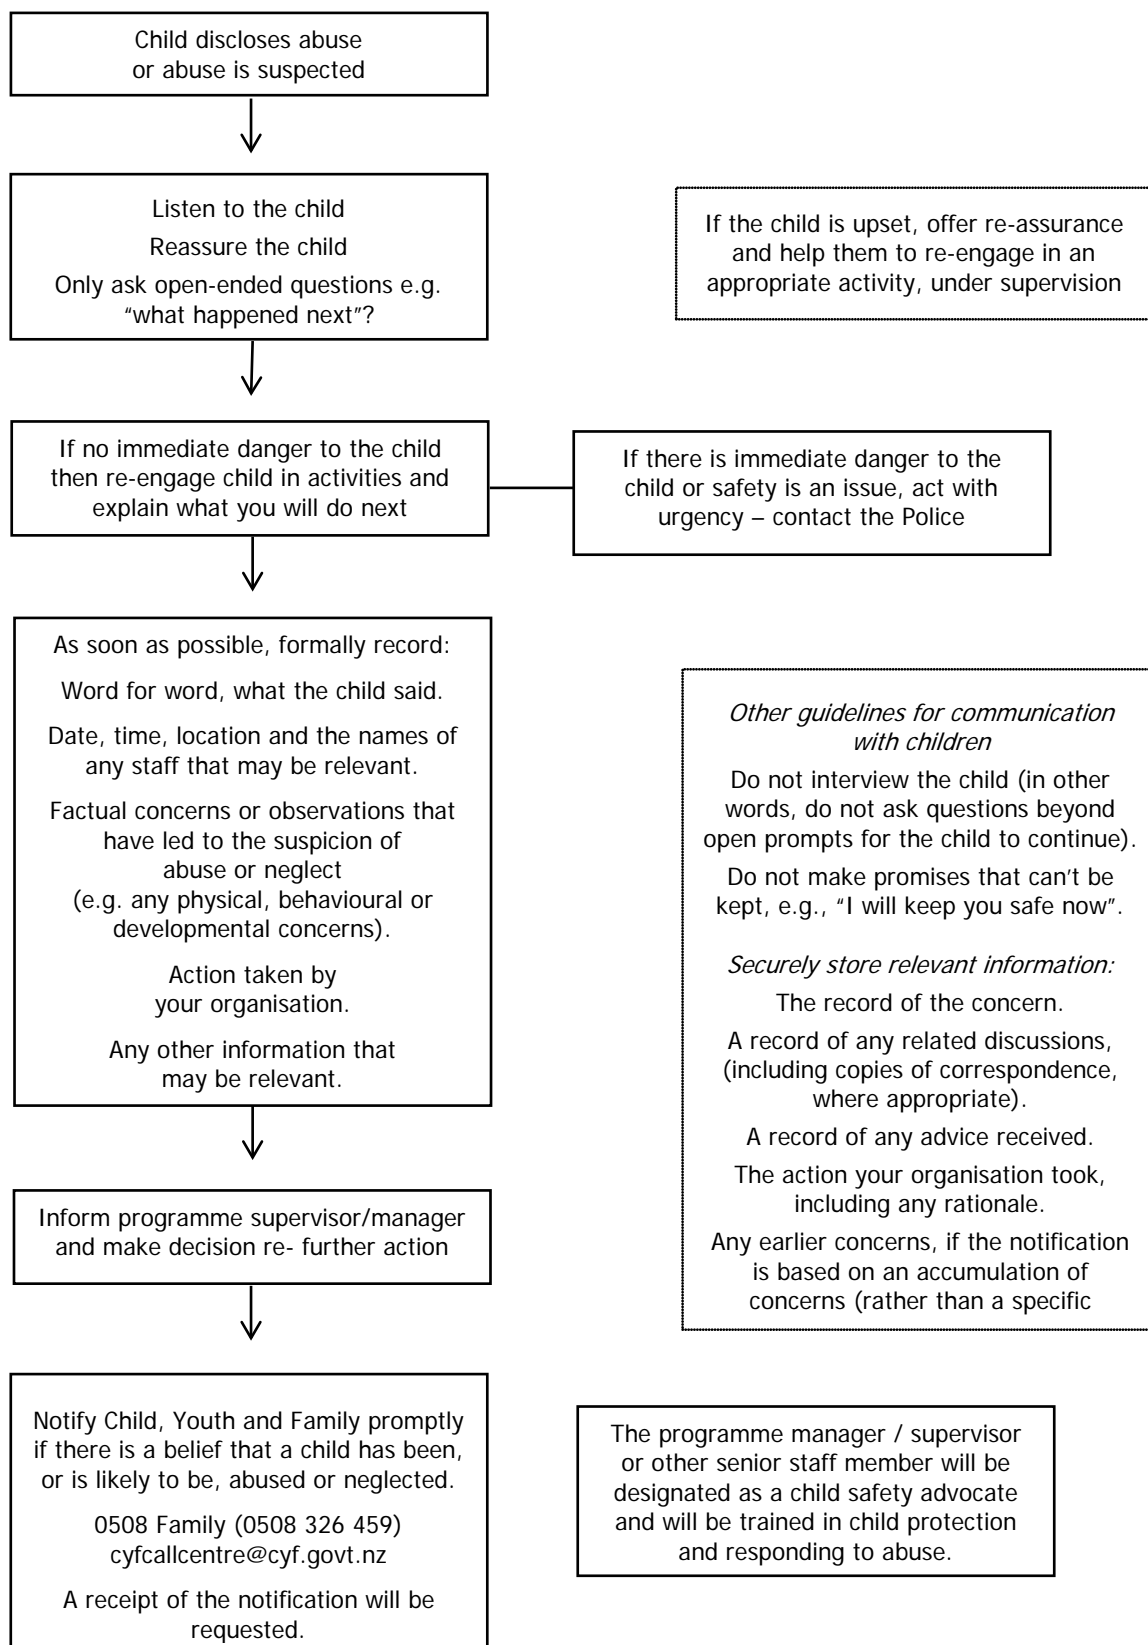 Child discloses abuse
or abuse is suspected
Listen to the child
Reassure the child
Only ask open-ended questions e.g.
“what happened next”?
If the child is upset, offer re-assurance
and help them to re-engage in an
appropriate activity, under supervision
If no immediate danger to the child
then re-engage child in activities and
explain what you will do next
If there is immediate danger to the
child or safety is an issue, act with
urgency – contact the Police
As soon as possible, formally record:
Word for word, what the child said.
Date, time, location and the names of
any staff that may be relevant.
Factual concerns or observations that
have led to the suspicion of
abuse or neglect
(e.g. any physical, behavioural or
developmental concerns).
Action taken by
your organisation.
Any other information that
may be relevant.
Other guidelines for communication
with children
Do not interview the child (in other
words, do not ask questions beyond
open prompts for the child to continue).
Do not make promises that can’t be
kept, e.g., “I will keep you safe now”.
Securely store relevant information:
The record of the concern.
A record of any related discussions,
(including copies of correspondence,
where appropriate).
A record of any advice received.
The action your organisation took,
including any rationale.
Any earlier concerns, if the notification
is based on an accumulation of
concerns (rather than a specific
Inform programme supervisor/manager
and make decision re- further action
Notify Child, Youth and Family promptly
if there is a belief that a child has been,
or is likely to be, abused or neglected.
0508 Family (0508 326 459)
cyfcallcentre@cyf.govt.nz
A receipt of the notification will be
requested.
The programme manager / supervisor
or other senior staff member will be
designated as a child safety advocate
and will be trained in child protection
and responding to abuse.